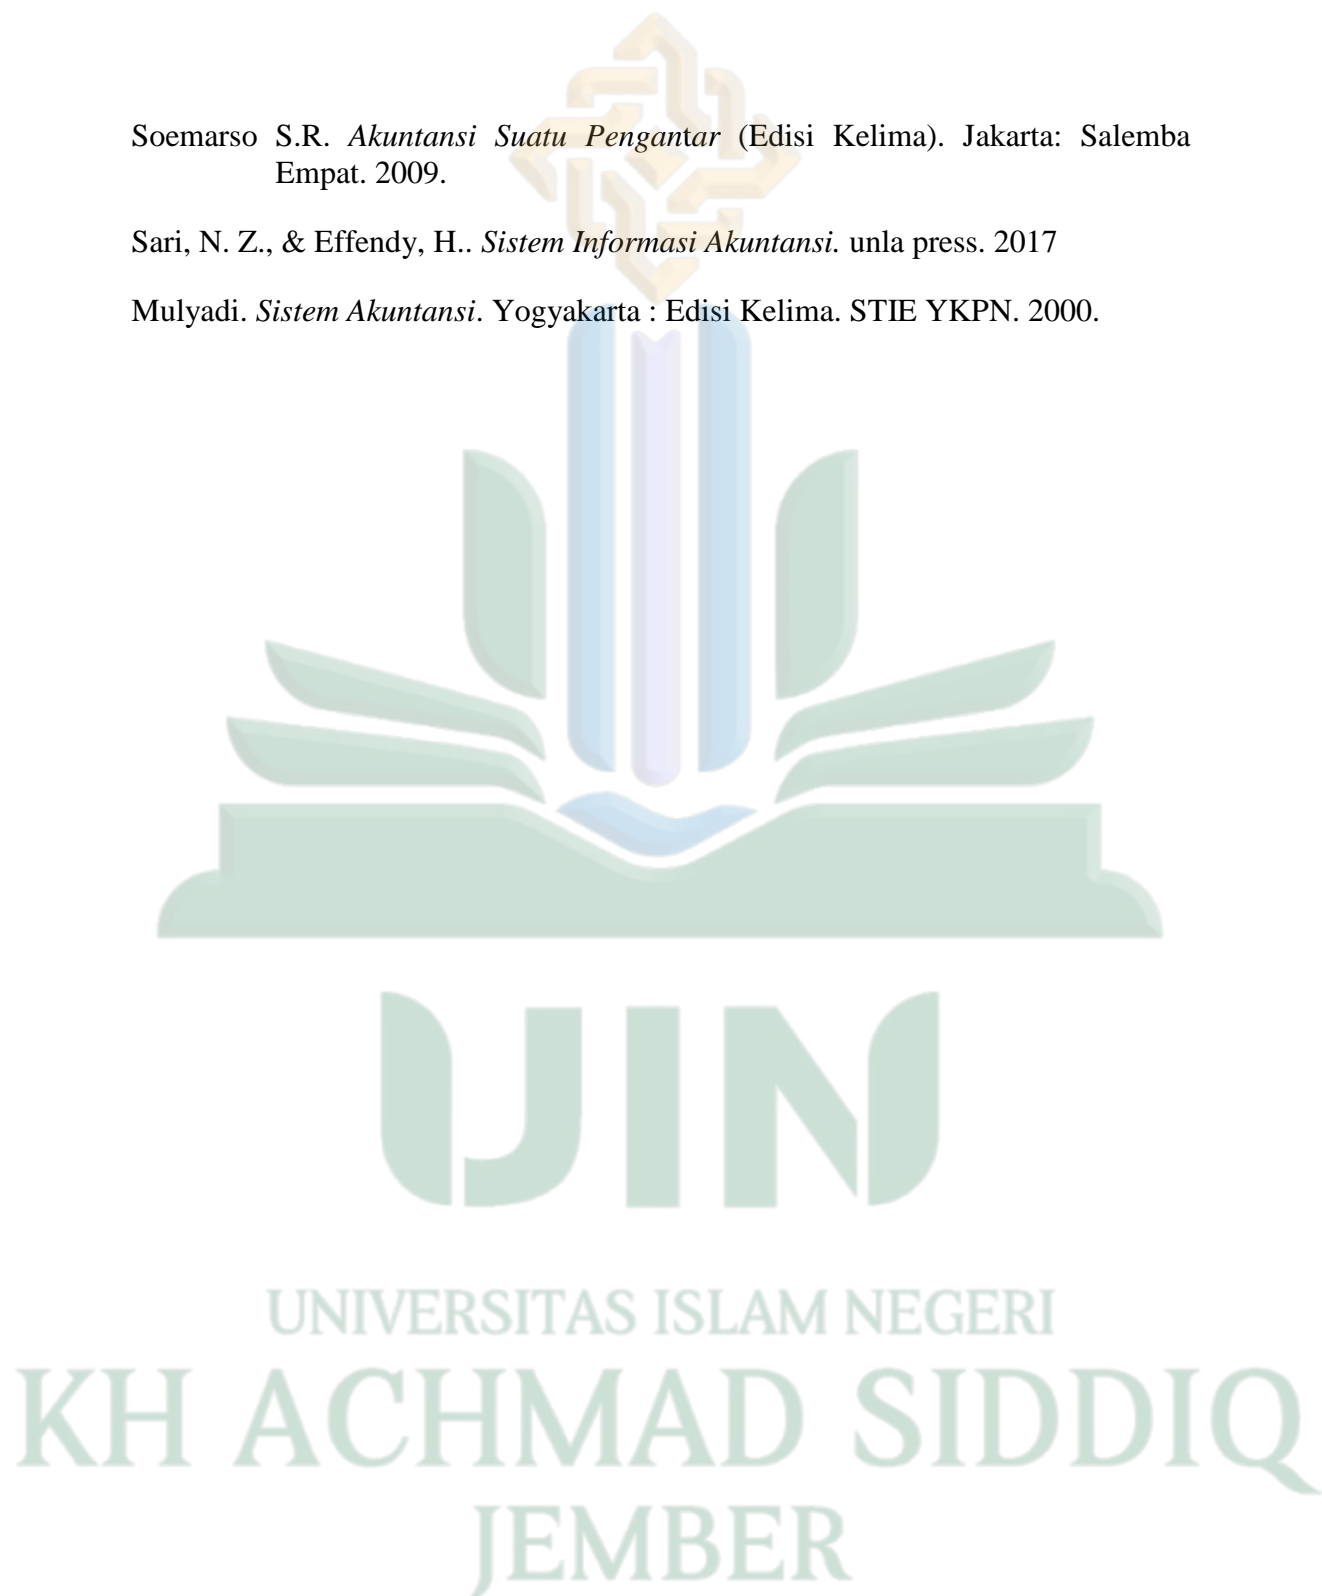 Soemarso S.R. Akuntansi Suatu Pengantar (Edisi Kelima). Jakarta: Salemba
Empat. 2009.
Sari, N. Z., & Effendy, H.. Sistem Informasi Akuntansi. unla press. 2017
Mulyadi. Sistem Akuntansi. Yogyakarta : Edisi Kelima. STIE YKPN. 2000.
UIN
UNIVERSITAS ISLAM NEGERI
KH ACHMAD SIDDIQ
JEMBER